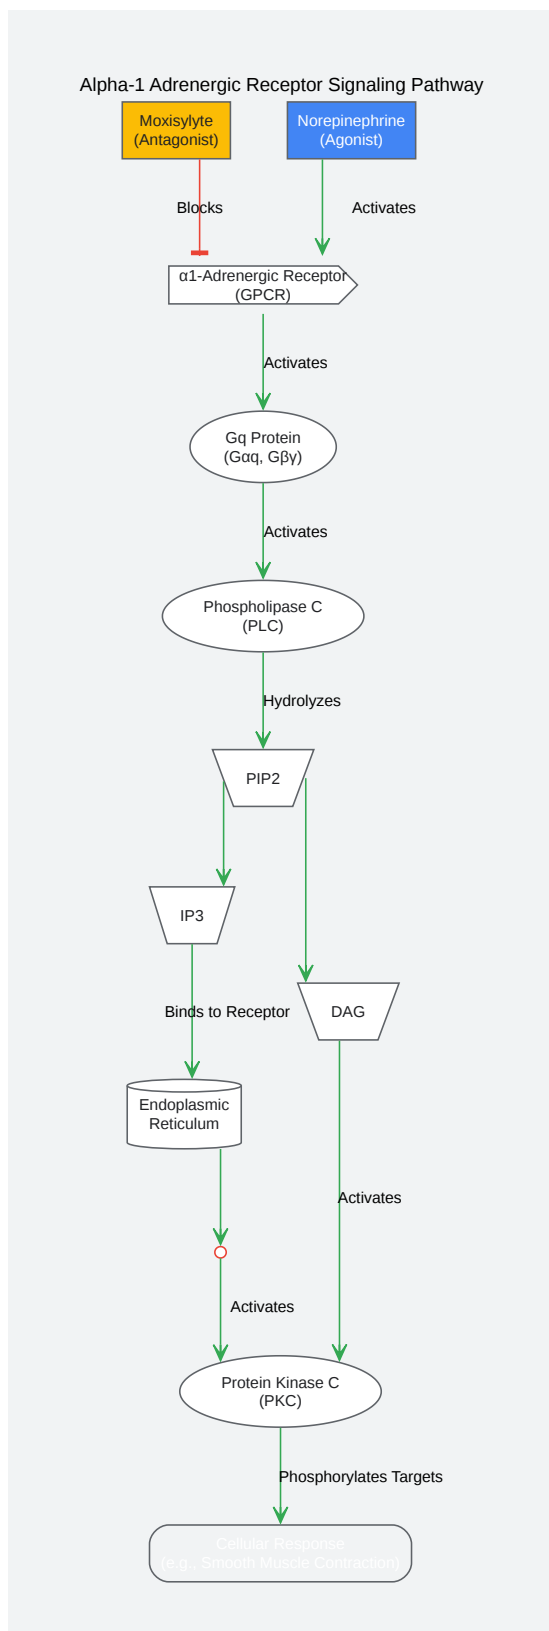 Alpha-1 Adrenergic Receptor Signaling Pathway
Moxisylyte
(Antagonist)
Norepinephrine
(Agonist)
Blocks
Activates
α1-Adrenergic Receptor
(GPCR)
Activates
Gq Protein
(Gαq, Gβγ)
Activates
Phospholipase C
(PLC)
Hydrolyzes
PIP2
IP3
Binds to Receptor
DAG
Endoplasmic
Reticulum
Activates
Activates
Protein Kinase C
(PKC)
Phosphorylates Targets
Cellular Response
(e.g., Smooth Muscle Contraction)